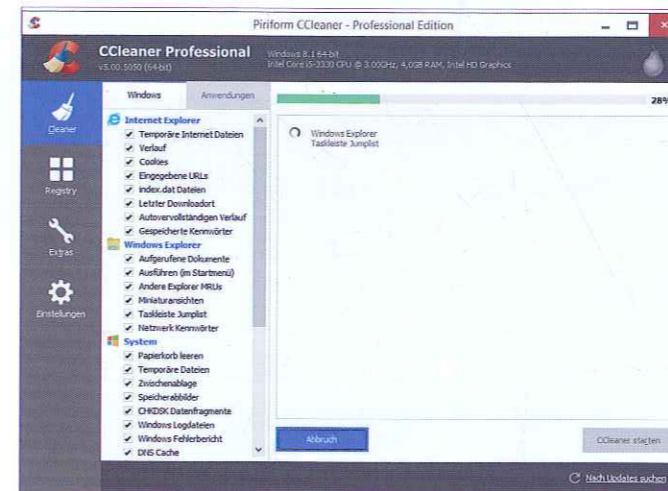 Piriform CCleaner - Professional Edition
CCleaner Professional
v5.00.5050 (64-bit)
Windows 8.1 64-bit
Intel Core i5-3330 CPU @ 3.00GHz, 4,0GB RAM, Intel HD Graphics
Cleaner
Registry
Extras
Einstellungen
Windows
Anwendungen
Internet Explorer
Temporäre Internet Dateien
Verlauf
Cookies
Eingegebene URLs
Index.dat Dateien
Letzter Downloadort
Autovervollständigen Verlauf
Gespeicherte Kennwörter
Windows Explorer
Aufgerufene Dokumente
Ausführen (im Startmenü)
Andere Explorer MRUs
Miniaturansichten
Taskleiste Jumplist
Netzwerk Kennwörter
System
Papierkorb leeren
Temporäre Dateien
Zwischenablage
Speicherabbilder
CHKDSK Datenfragmente
Windows Logdateien
Windows Fehlerbericht
DNS Cache
28%
Windows Explorer
Taskleiste Jumplist
Abbruch
CCleaner starten
Nach Updates suchen